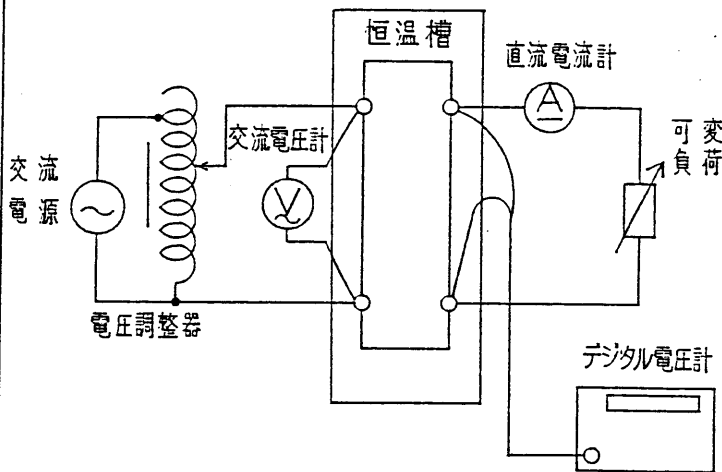 恒温槽
直流電流計
A
可変
負荷
交流電圧計
交流
電源
V
電圧調整器
デジタル電圧計